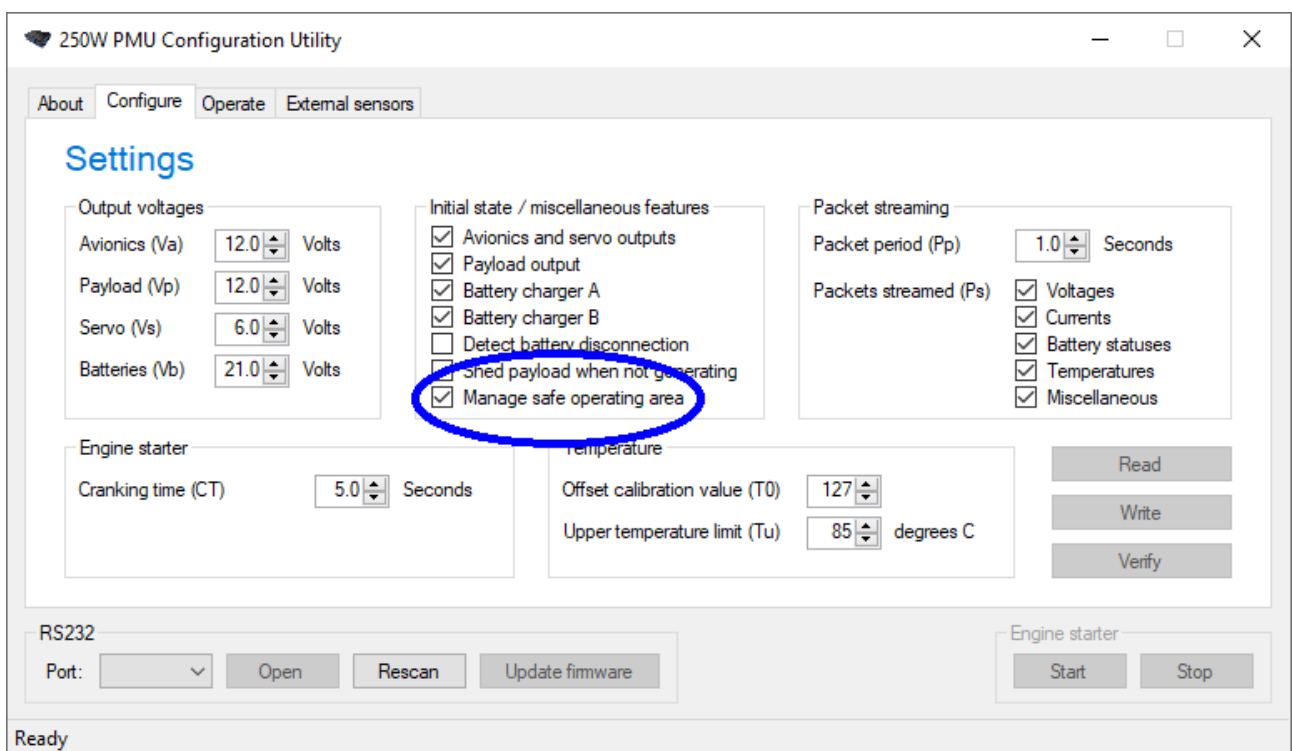 250W PMU Configuration Utility
About Configure Operate External sensors
Settings
Output voltages
Avionics (Va) 12.0 Volts
Payload (Vp) 12.0 Volts
Servo (Vs) 6.0 Volts
Batteries (Vb) 21.0 Volts
Initial state / miscellaneous features
Avionics and servo outputs
Payload output
Battery charger A
Battery charger B
Detect battery disconnection
Shed payload when not generating
Manage safe operating area
Packet streaming
Packet period (Pp) 1.0 Seconds
Packets streamed (Ps) Voltages
Currents
Battery statuses
Temperatures
Miscellaneous
Engine starter
Cranking time (CT) 5.0 Seconds
Temperature
Offset calibration value (T0) 127
Upper temperature limit (Tu) 85 degrees C
Read
Write
Verify
RS232
Port: Open Rescan Update firmware
Engine starter
Start Stop
Ready